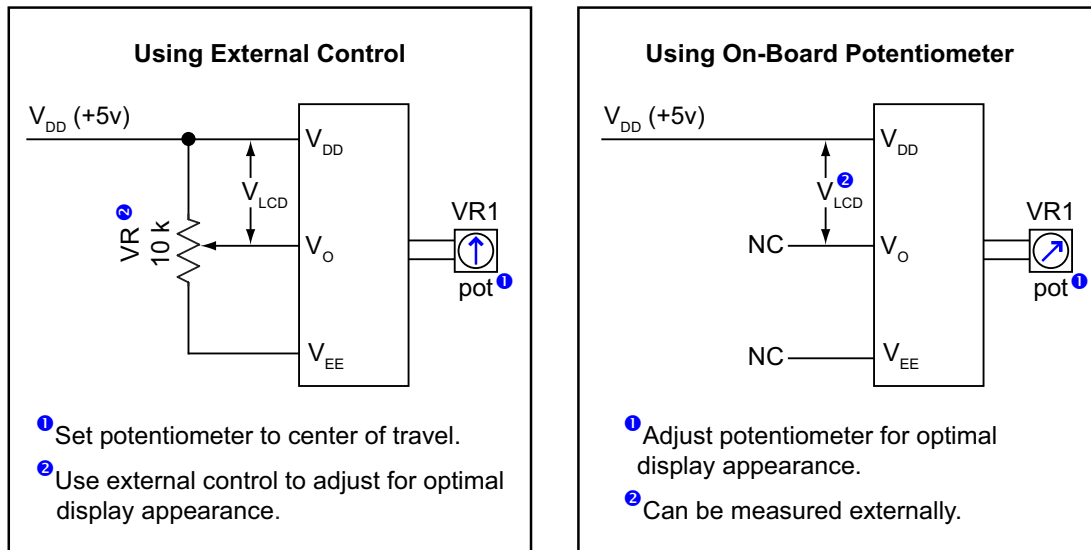 Using External Control
V_DD (+5v)
V_DD
V_LCD
VR ❷
10 k
V_O
VR1
pot ❶
V_EE
❶ Set potentiometer to center of travel.
❷ Use external control to adjust for optimal
display appearance.
Using On-Board Potentiometer
V_DD (+5v)
V_DD
V_LCD ❷
NC
V_O
VR1
pot ❶
NC
V_EE
❶ Adjust potentiometer for optimal
display appearance.
❷ Can be measured externally.